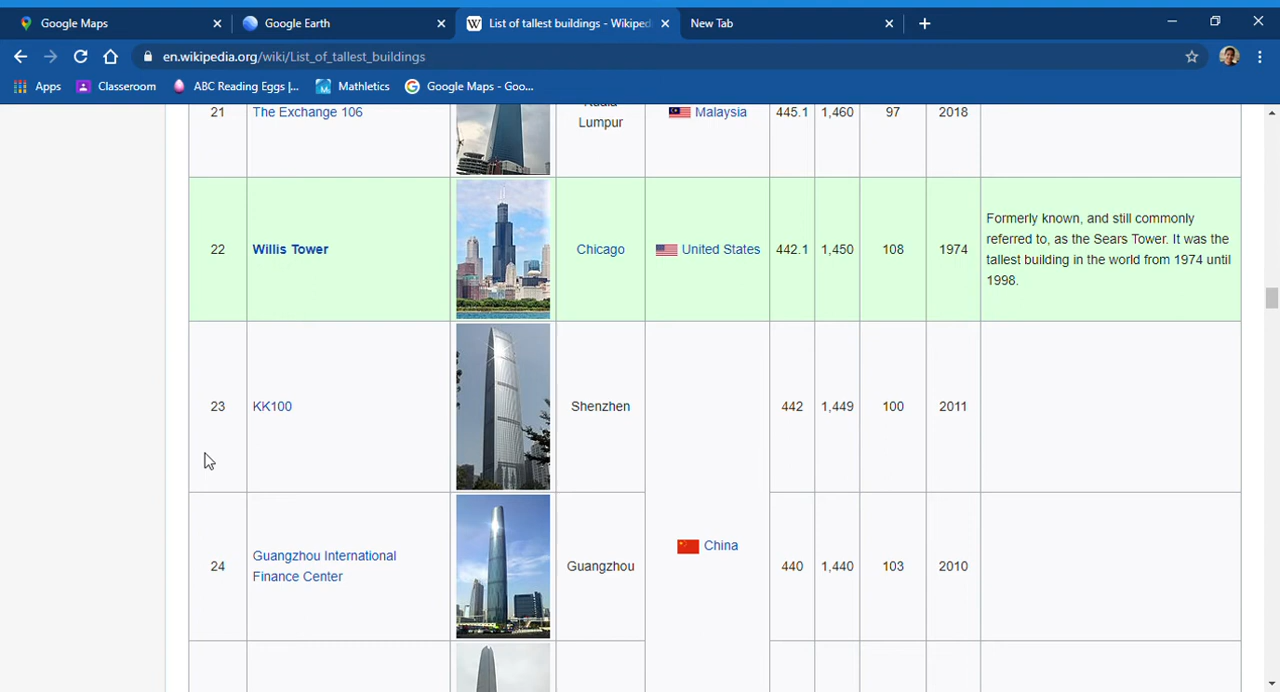 Google Maps
Google Earth
List of tallest buildings - Wikiped
New Tab
en.wikipedia.org/wiki/List_of_tallest_buildings
Apps
Classeroom
ABC Reading Eggs |...
Mathletics
Google Maps - Goo...
21 The Exchange 106 Kuala Lumpur Malaysia 445.1 1,460 97 2018
22 Willis Tower Chicago United States 442.1 1,450 108 1974
Formerly known, and still commonly
referred to, as the Sears Tower. It was the
tallest building in the world from 1974 until
1998.
23 KK100 Shenzhen 442 1,449 100 2011
China
24 Guangzhou International
Finance Center
Guangzhou 440 1,440 103 2010